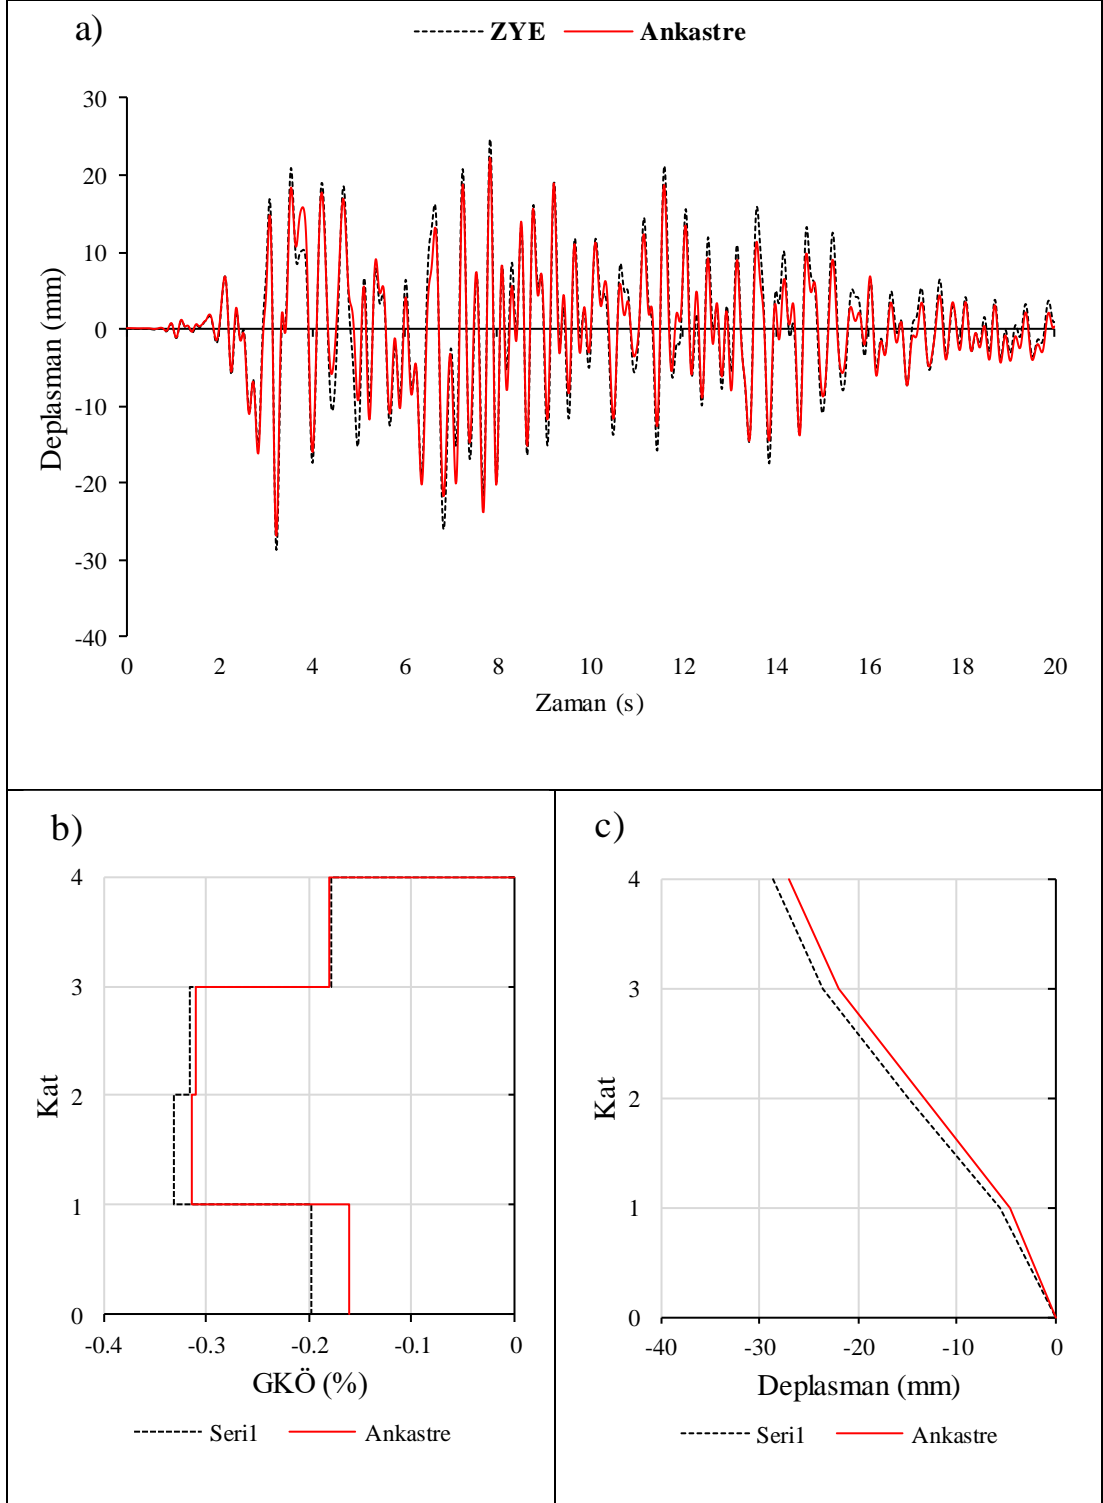 a)
ZYE Ankastre
30
20
10
0
-10
-20
-30
-40
Deplasman (mm)
0 2 4 6 8 10 12 14 16 18 20
Zaman (s)
b)
4
3
2
1
0
Kat
-0.4 -0.3 -0.2 -0.1 0
GKÖ (%)
Seri1 Ankastre
c)
4
3
2
1
0
Kat
-40 -30 -20 -10 0
Deplasman (mm)
Seri1 Ankastre